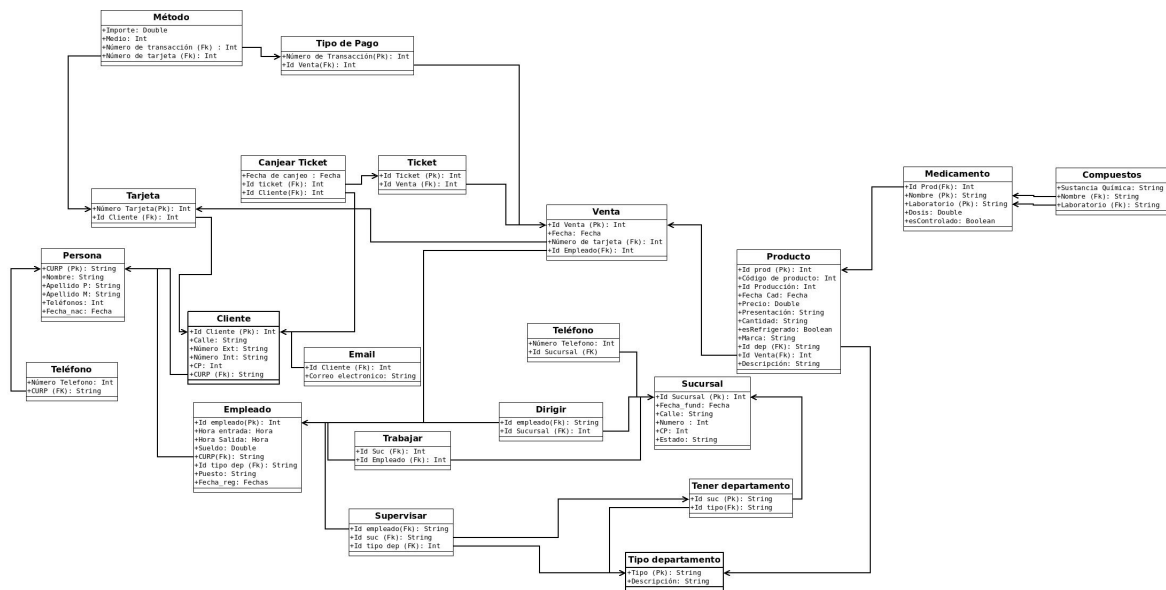 Método
+Importe: Double
+Medio: Int
+Número de transacción (Fk) : Int
+Número de tarjeta (Fk): Int
Tipo de Pago
+Número de Transacción(Pk): Int
+Id Venta(Fk): Int
Canjear Ticket
+Fecha de canjeo : Fecha
+Id ticket (Fk): Int
+Id Cliente(Fk): Int
Ticket
+Id Ticket (Pk): Int
+Id Venta (Fk): Int
Tarjeta
+Número Tarjeta(Pk): Int
+Id Cliente (Fk): Int
Venta
+Id Venta (Pk): Int
+Fecha: Fecha
+Número de tarjeta (Fk): Int
+Id Empleado(Fk): Int
Medicamento
+Id Prod(Fk): Int
+Nombre (Pk): String
+Laboratorio (Pk): String
+Dosis: Double
+esControlado: Boolean
Compuestos
+Sustancia Química: String
+Nombre (Fk): String
+Laboratorio (Fk): String
Persona
+CURP (Pk): String
+Nombre: String
+Apellido P: String
+Apellido M: String
+Teléfonos: Int
+Fecha_nac: Fecha
Producto
+Id prod (Pk): Int
+Código de producto: Int
+Id Producción: Int
+Fecha Cad: Fecha
+Precio: Double
+Presentación: String
+Cantidad: String
+esRefrigerado: Boolean
+Marca: String
+Id dep (FK): String
+Id Venta(Fk): Int
+Descripción: String
Cliente
+Id Cliente (Pk): Int
+Calle: String
+Número Ext: String
+Número Int: String
+CP: Int
+CURP (Fk): String
Teléfono
+Número Telefono: Int
+Id Sucursal (FK)
Email
+Id Cliente (Fk): Int
+Correo electronico: String
Teléfono
+Número Telefono: Int
+CURP (FK): String
Sucursal
+Id Sucursal (Pk): Int
+Fecha_fund: Fecha
+Calle: String
+Numero : Int
+CP: Int
+Estado: String
Empleado
+Id empleado(Pk): Int
+Hora entrada: Hora
+Hora Salida: Hora
+Sueldo: Double
+CURP(Fk): String
+Id tipo dep (Fk): String
+Puesto: String
+Fecha_reg: Fechas
Dirigir
+Id empleado(Fk): String
+Id Sucursal (FK): Int
Trabajar
+Id Suc (Fk): Int
+Id Empleado (Fk): Int
Tener departamento
+Id suc (Pk): String
+Id tipo(Fk): String
Supervisar
+Id empleado(Fk): String
+Id suc (Fk): String
+Id tipo dep (FK): Int
Tipo departamento
+Tipo (Pk): String
+Descripción: String